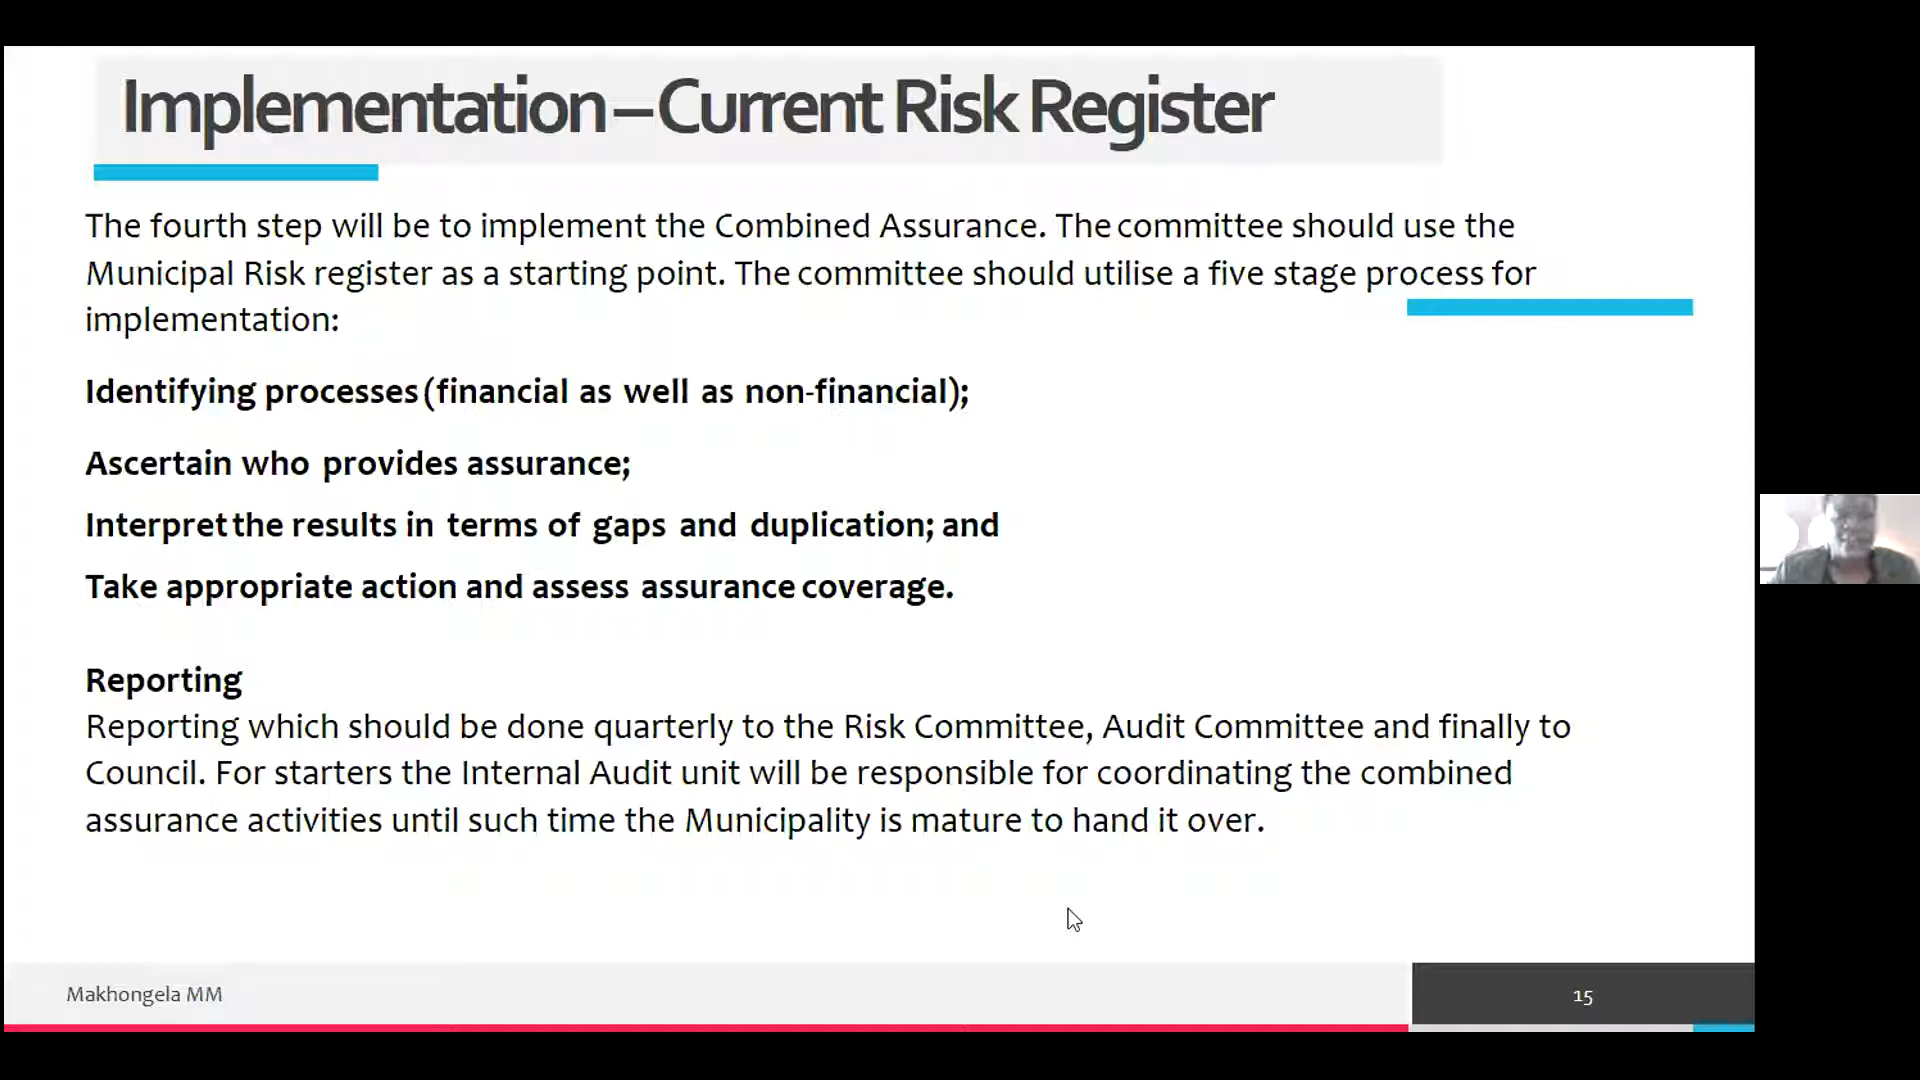 Implementation – Current Risk Register
The fourth step will be to implement the Combined Assurance. The committee should use the
Municipal Risk register as a starting point. The committee should utilise a five stage process for
implementation:
Identifying processes (financial as well as non-financial);
Ascertain who provides assurance;
Interpret the results in terms of gaps and duplication; and
Take appropriate action and assess assurance coverage.
Reporting
Reporting which should be done quarterly to the Risk Committee, Audit Committee and finally to
Council. For starters the Internal Audit unit will be responsible for coordinating the combined
assurance activities until such time the Municipality is mature to hand it over.
Makhongela MM
15